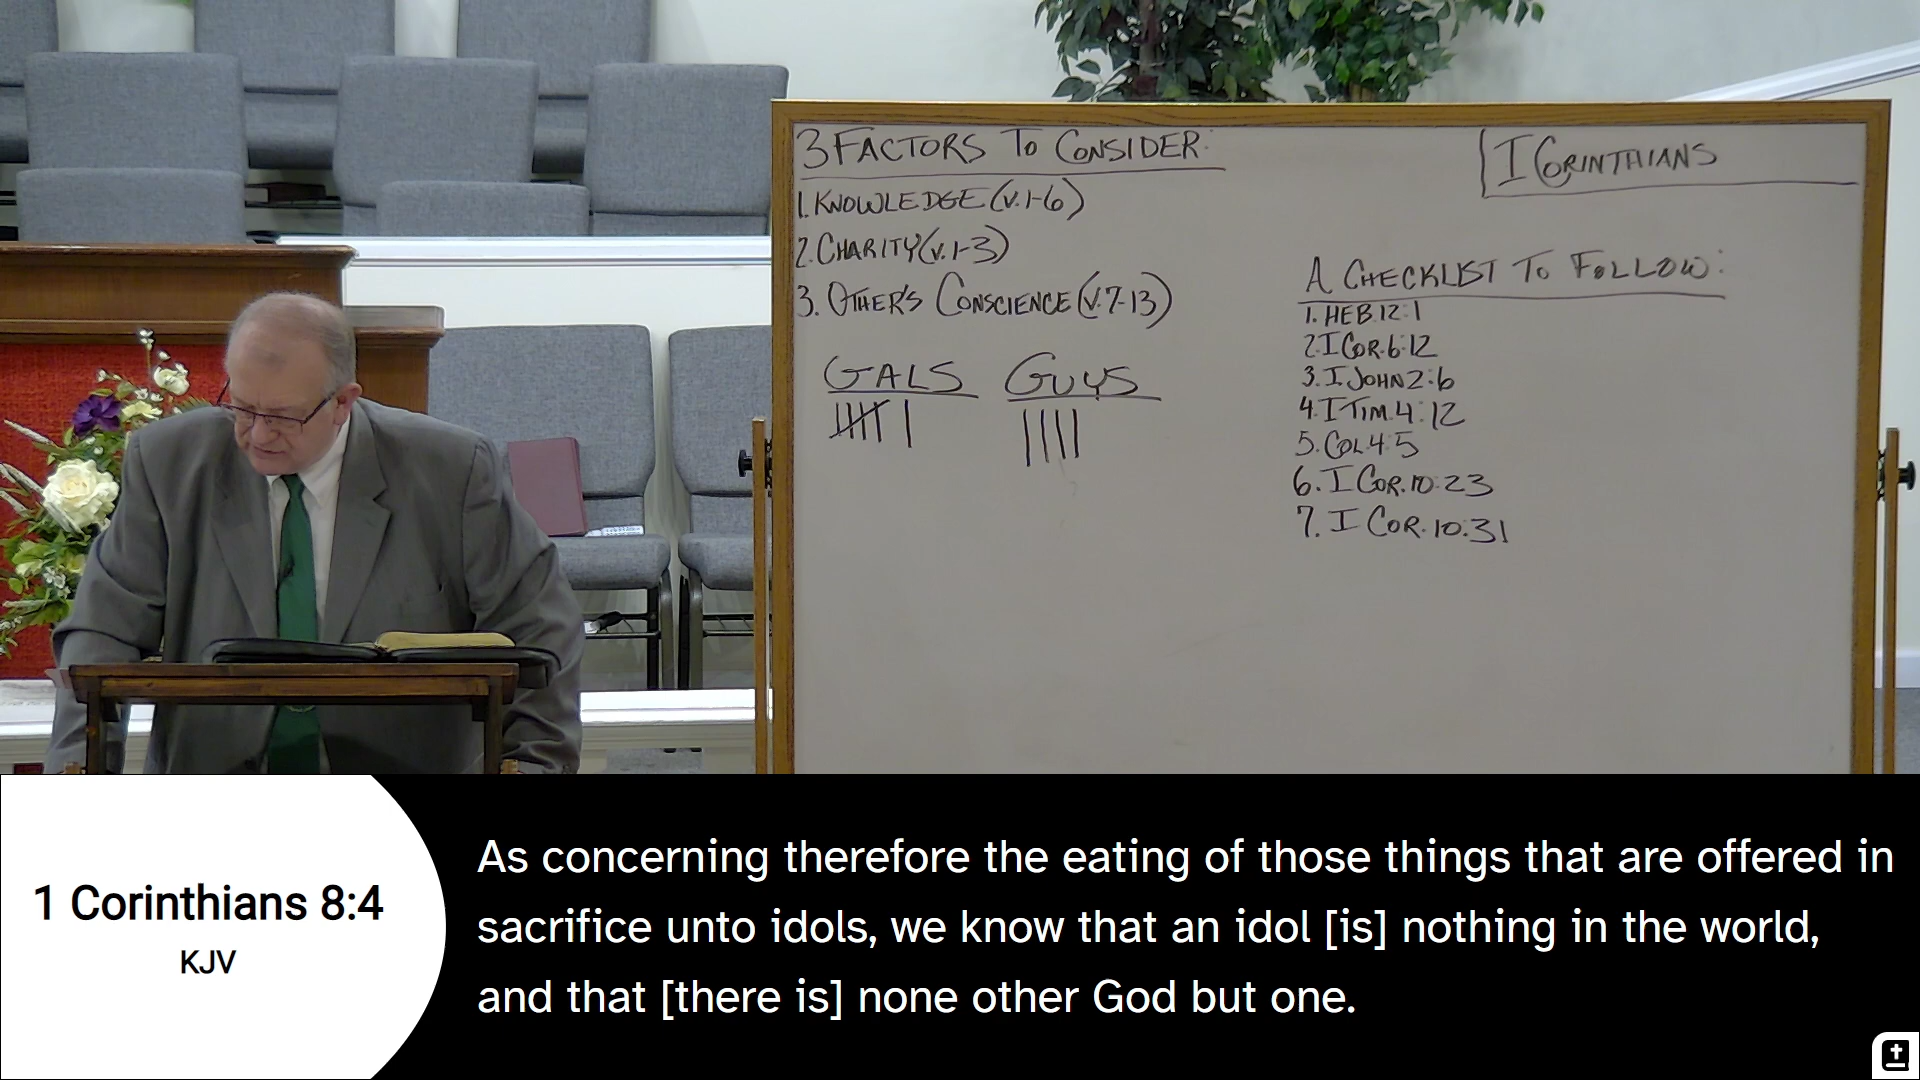 3 FACTORS TO CONSIDER:
1. KNOWLEDGE (v. 1-6)
2. CHARITY (v. 1-3)
3. OTHER'S CONSCIENCE (v. 7-13)
GALS GUYS
I CORINTHIANS
A CHECKLIST TO FOLLOW:
1. HEB. 12:1
2. I COR. 6:12
3. I JOHN 2:6
4. I TIM. 4:12
5. COL. 4:5
6. I COR. 10:23
7. I COR. 10:31
1 Corinthians 8:4
KJV
As concerning therefore the eating of those things that are offered in
sacrifice unto idols, we know that an idol [is] nothing in the world,
and that [there is] none other God but one.